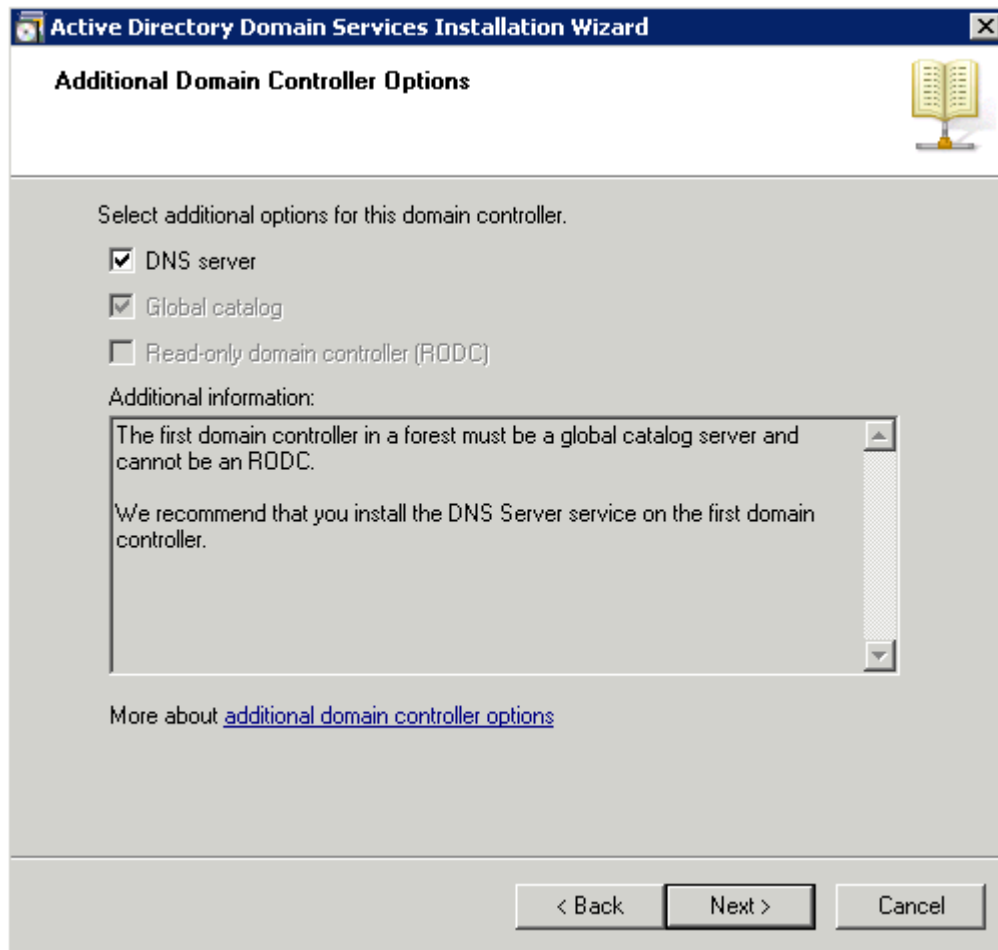 Active Directory Domain Services Installation Wizard
Additional Domain Controller Options
Select additional options for this domain controller.
DNS server
Global catalog
Read-only domain controller (RODC)
Additional information:
The first domain controller in a forest must be a global catalog server and
cannot be an RODC.
We recommend that you install the DNS Server service on the first domain
controller.
More about additional domain controller options
< Back
Next >
Cancel